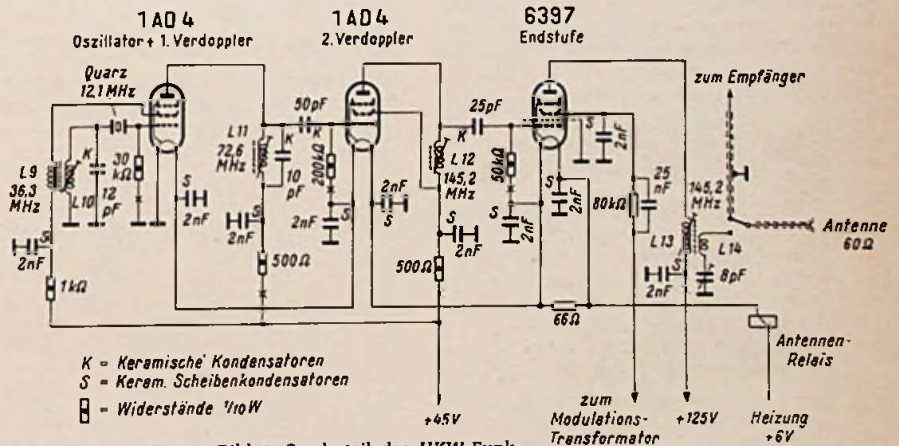 1AD4
Oszillator + 1. Verdoppler
1AD4
2. Verdoppler
6397
Endstufe
Quarz
12,1 MHz
zum Empfänger
50pF
K
25pF
K
S
2nF
L9
36,3
MHz
L10
K
12
pF
30
kΩ
S
2nF
L11
72,6
MHz
K
10
pF
200kΩ
L12
145,2
MHz
50kΩ
S
25
nF
80kΩ
145,2
MHz
L13
L14
Antenne
60Ω
S
2nF
S
2nF
2nF
S
2nF
S
S
2nF
S
2nF
2nF
S
2nF
8pF
1kΩ
500Ω
500Ω
66Ω
Antennen-
Relais
K = Keramische Kondensatoren
S = Keram. Scheibenkondensatoren
= Widerstände 1/10 W
+45V
zum
Modulations-
Transformator
+125V
Heizung
+6V